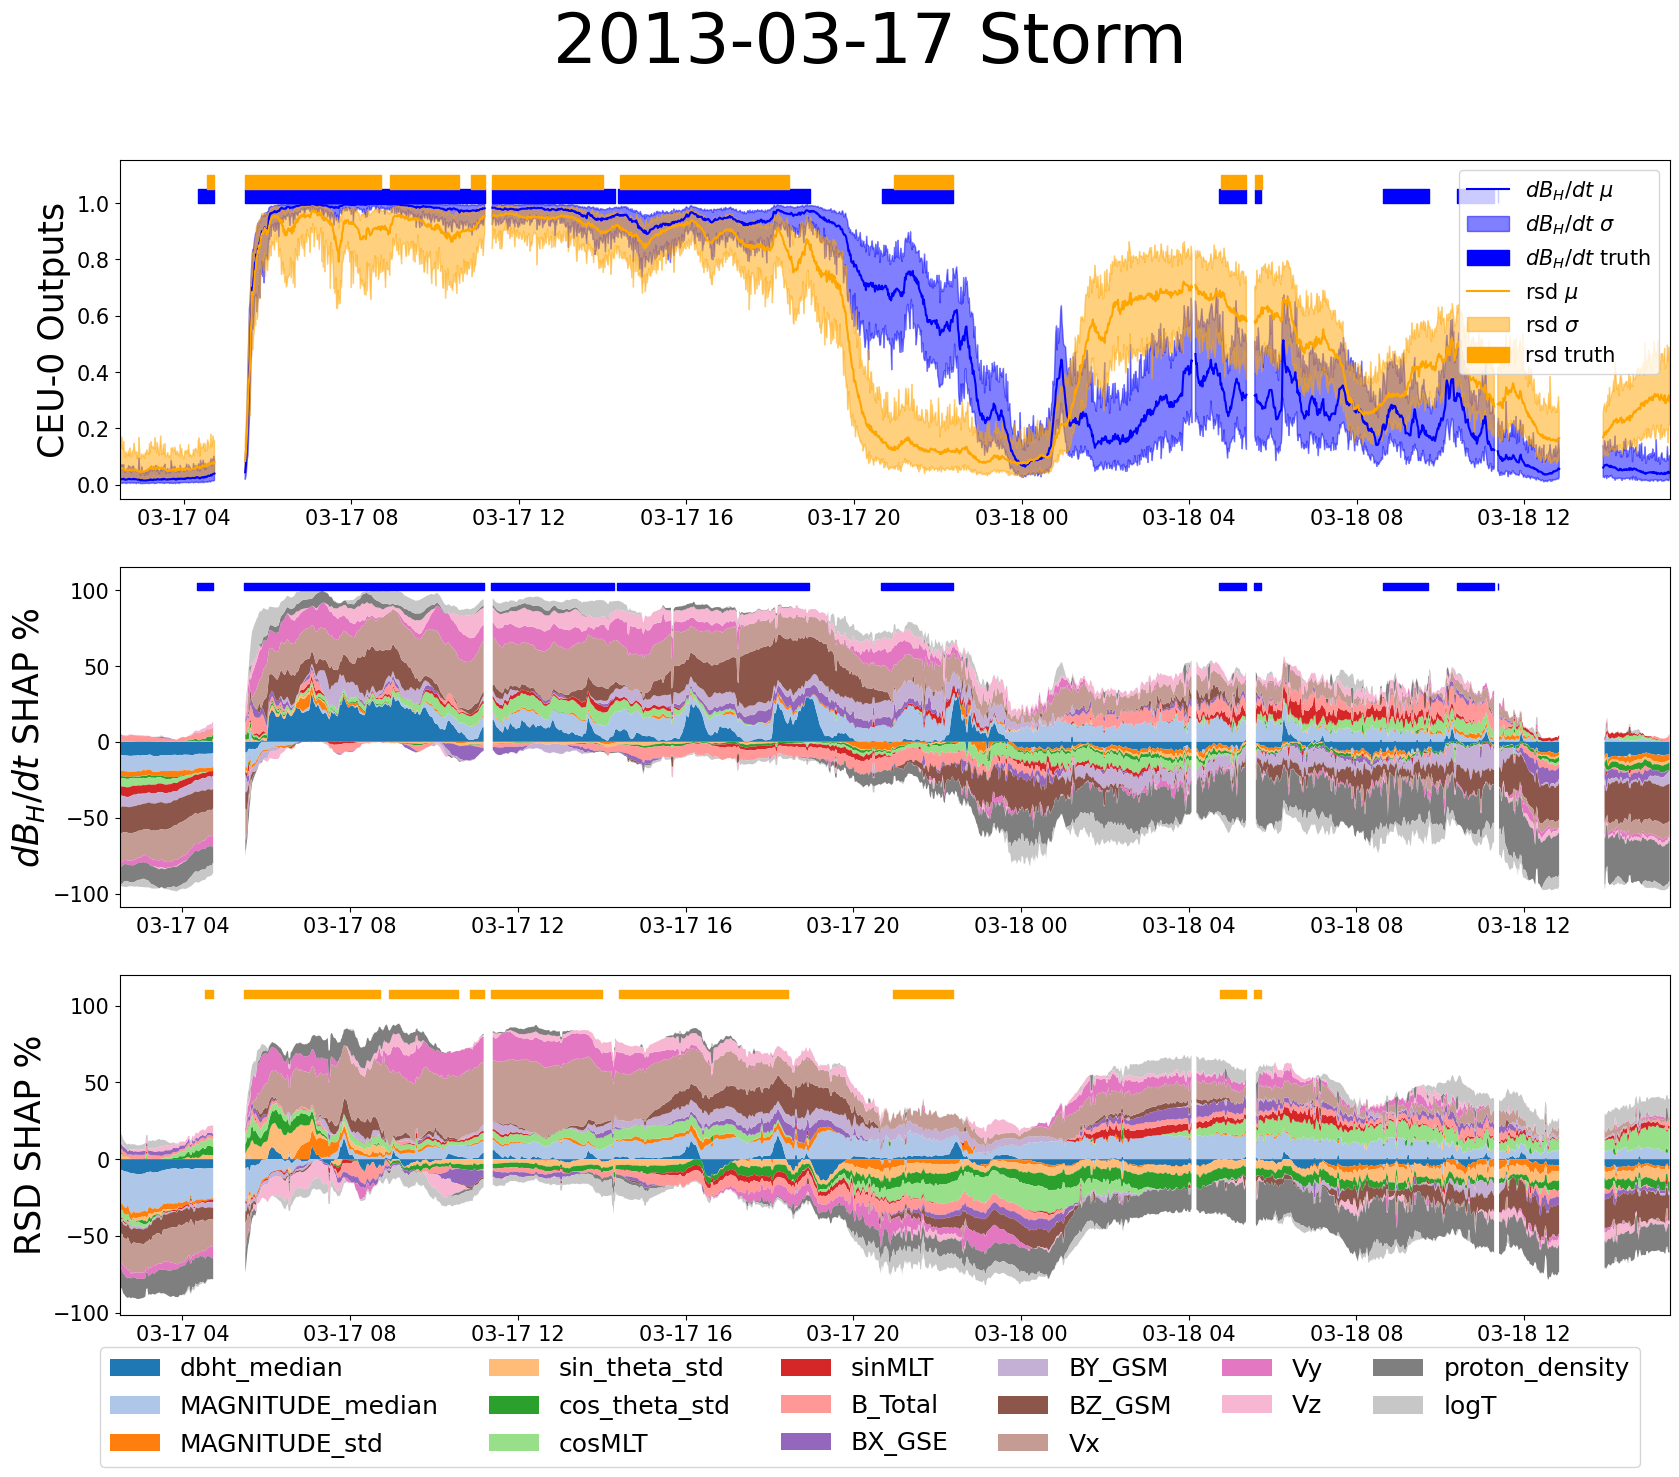 2013-03-17 Storm
CEU-0 Outputs
1.0
0.8
0.6
0.4
0.2
0.0
dB_H/dt μ
dB_H/dt σ
dB_H/dt truth
rsd μ
rsd σ
rsd truth
03-17 04 03-17 08 03-17 12 03-17 16 03-17 20 03-18 00 03-18 04 03-18 08 03-18 12
dB_H/dt SHAP %
100
50
0
−50
−100
03-17 04 03-17 08 03-17 12 03-17 16 03-17 20 03-18 00 03-18 04 03-18 08 03-18 12
RSD SHAP %
100
50
0
−50
−100
03-17 04 03-17 08 03-17 12 03-17 16 03-17 20 03-18 00 03-18 04 03-18 08 03-18 12
dbht_median sin_theta_std sinMLT BY_GSM Vy proton_density
MAGNITUDE_median cos_theta_std B_Total BZ_GSM Vz logT
MAGNITUDE_std cosMLT BX_GSE Vx